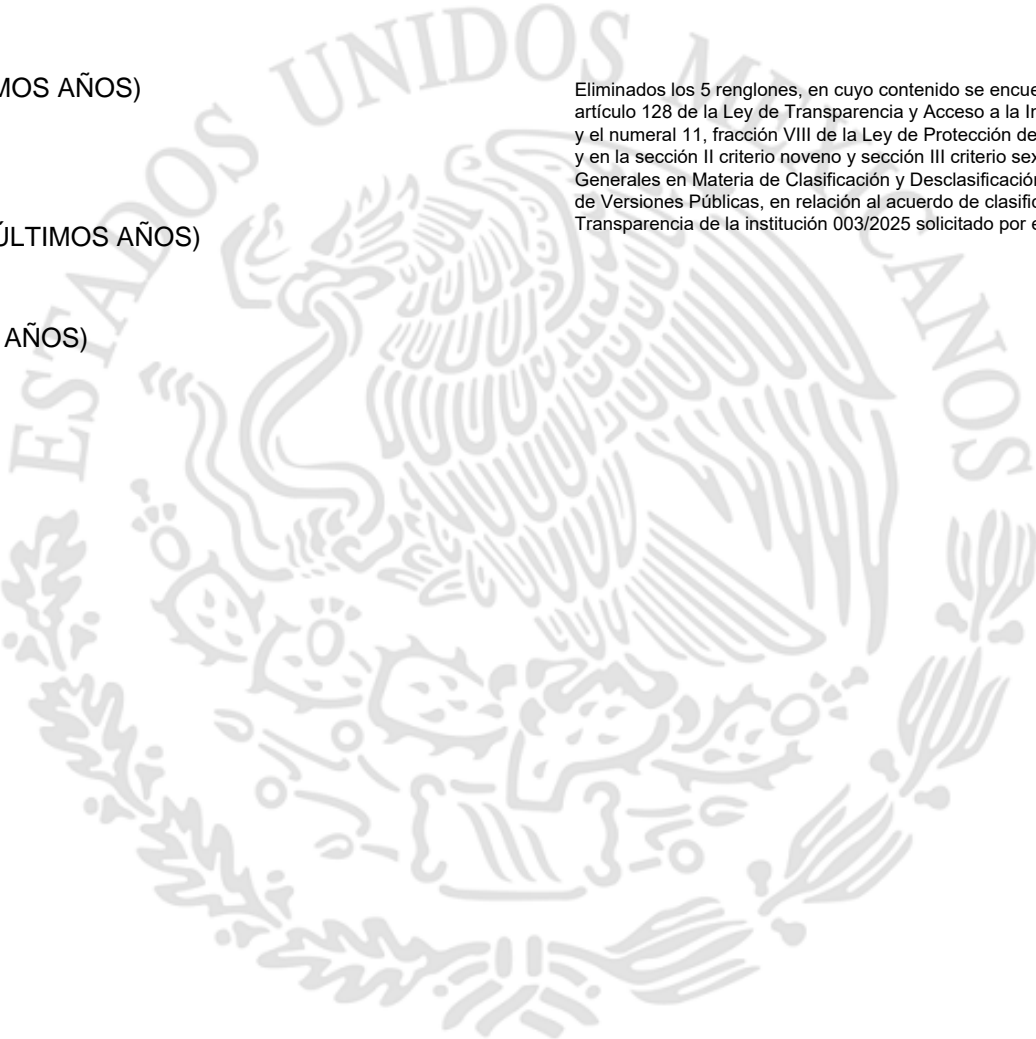 MOS AÑOS)
ÚLTIMOS AÑOS)
AÑOS)
Eliminados los 5 renglones, en cuyo contenido se encue
artículo 128 de la Ley de Transparencia y Acceso a la In
y el numeral 11, fracción VIII de la Ley de Protección de
y en la sección II criterio noveno y sección III criterio sex
Generales en Materia de Clasificación y Desclasificación
de Versiones Públicas, en relación al acuerdo de clasific
Transparencia de la institución 003/2025 solicitado por e
ESTADOS UNIDOS MEXICANOS